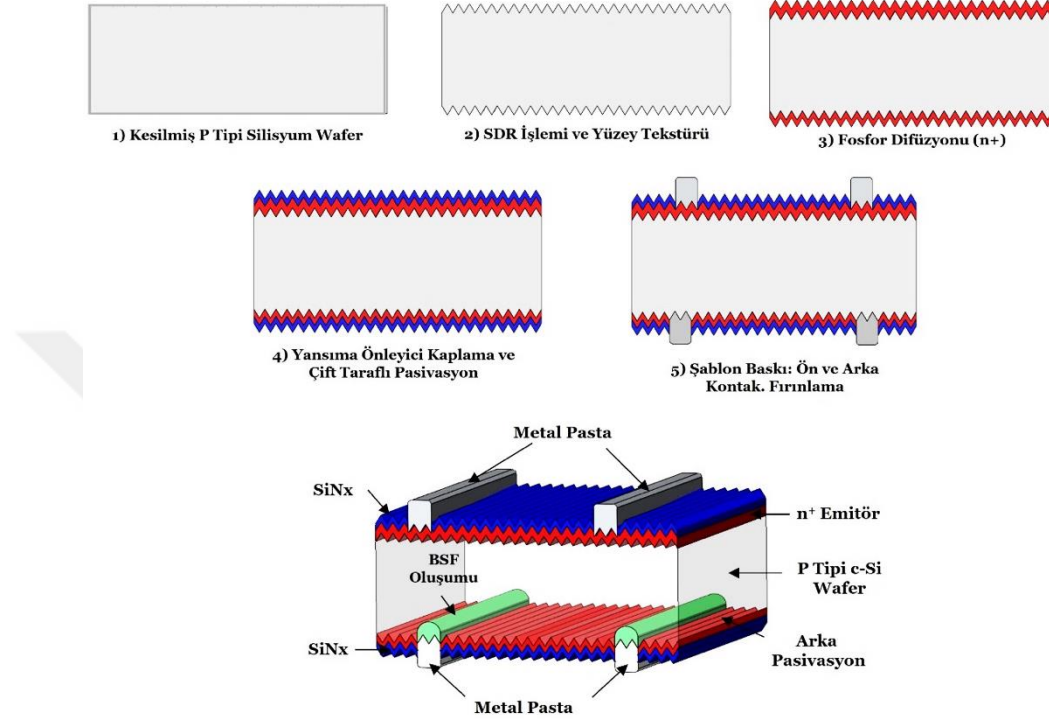 1) Kesilmiş P Tipi Silisyum Wafer
2) SDR İşlemi ve Yüzey Tekstürü
3) Fosfor Difüzyonu (n+)
4) Yansıma Önleyici Kaplama ve
Çift Taraflı Pasivasyon
5) Şablon Baskı: Ön ve Arka
Kontak. Fırınlama
Metal Pasta
SiNx
n⁺ Emitör
BSF
Oluşumu
P Tipi c-Si
Wafer
SiNx
Arka
Pasivasyon
Metal Pasta